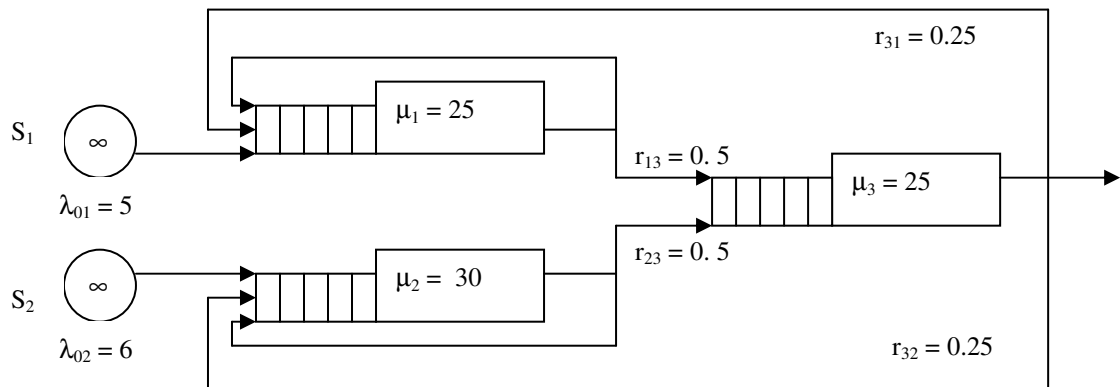 r₃₁ = 0.25
S₁
∞
μ₁ = 25
λ₀₁ = 5
r₁₃ = 0. 5
μ₃ = 25
r₂₃ = 0. 5
S₂
∞
μ₂ = 30
λ₀₂ = 6
r₃₂ = 0.25